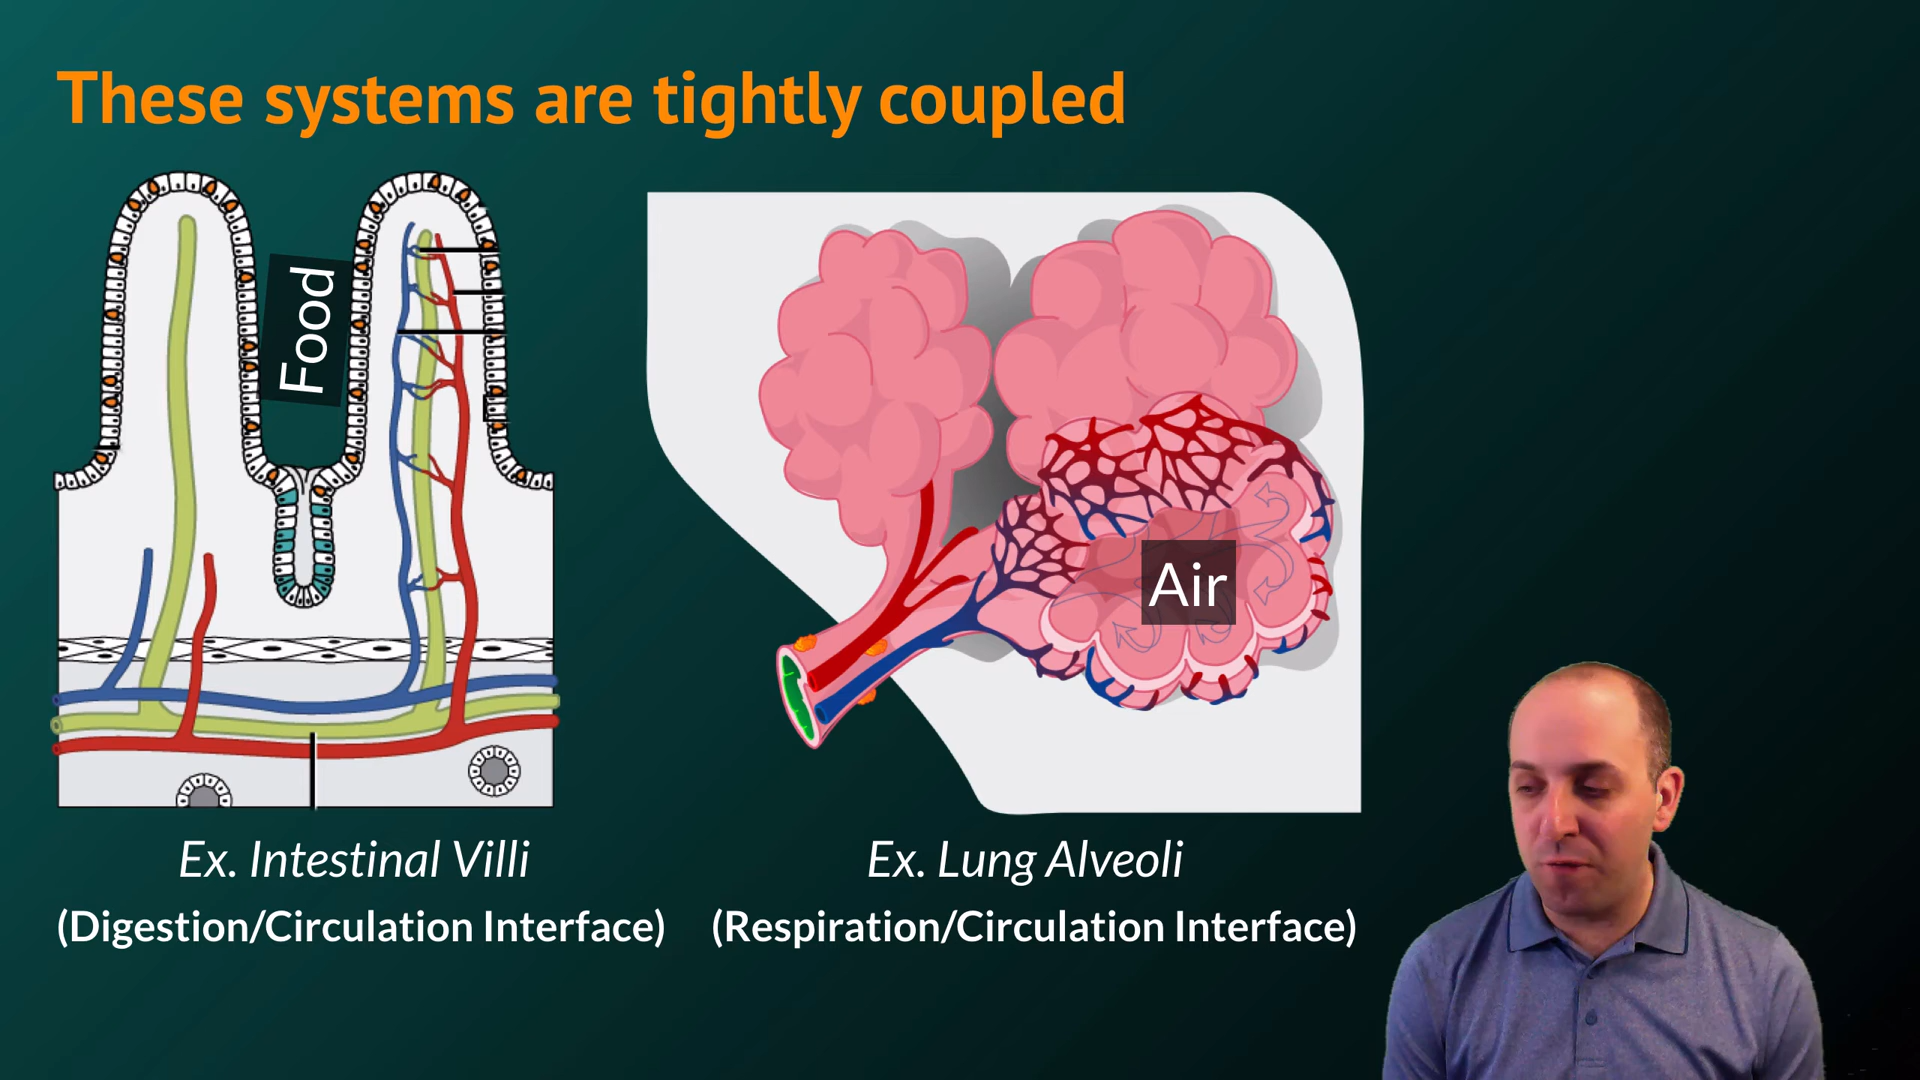 These systems are tightly coupled
Food
Air
Ex. Intestinal Villi
(Digestion/Circulation Interface)
Ex. Lung Alveoli
(Respiration/Circulation Interface)